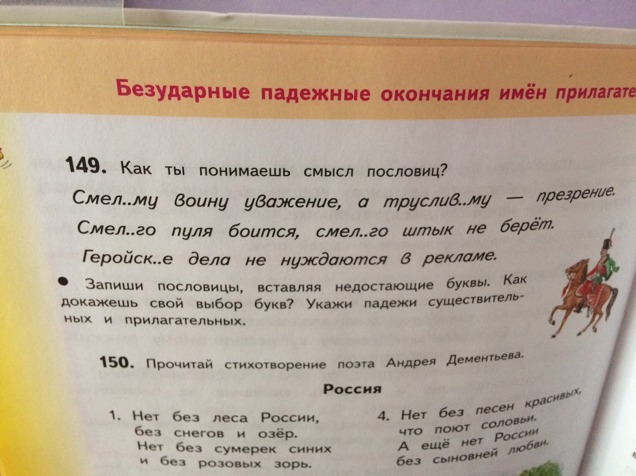 Безударные падежные окончания имён прилагате
149. Как ты понимаешь смысл пословиц?
Смел..му воину уважение, а труслив..му — презрение.
Смел..го пуля боится, смел..го штык не берёт.
Геройск..е дела не нуждаются в рекламе.
• Запиши пословицы, вставляя недостающие буквы. Как
докажешь свой выбор букв? Укажи падежи существитель-
ных и прилагательных.
150. Прочитай стихотворение поэта Андрея Дементьева.
Россия
1. Нет без леса России,
без снегов и озёр.
Нет без сумерек синих
и без розовых зорь.
4. Нет без песен красивых,
что поют соловьи.
А ещё нет России
без сыновней любви.